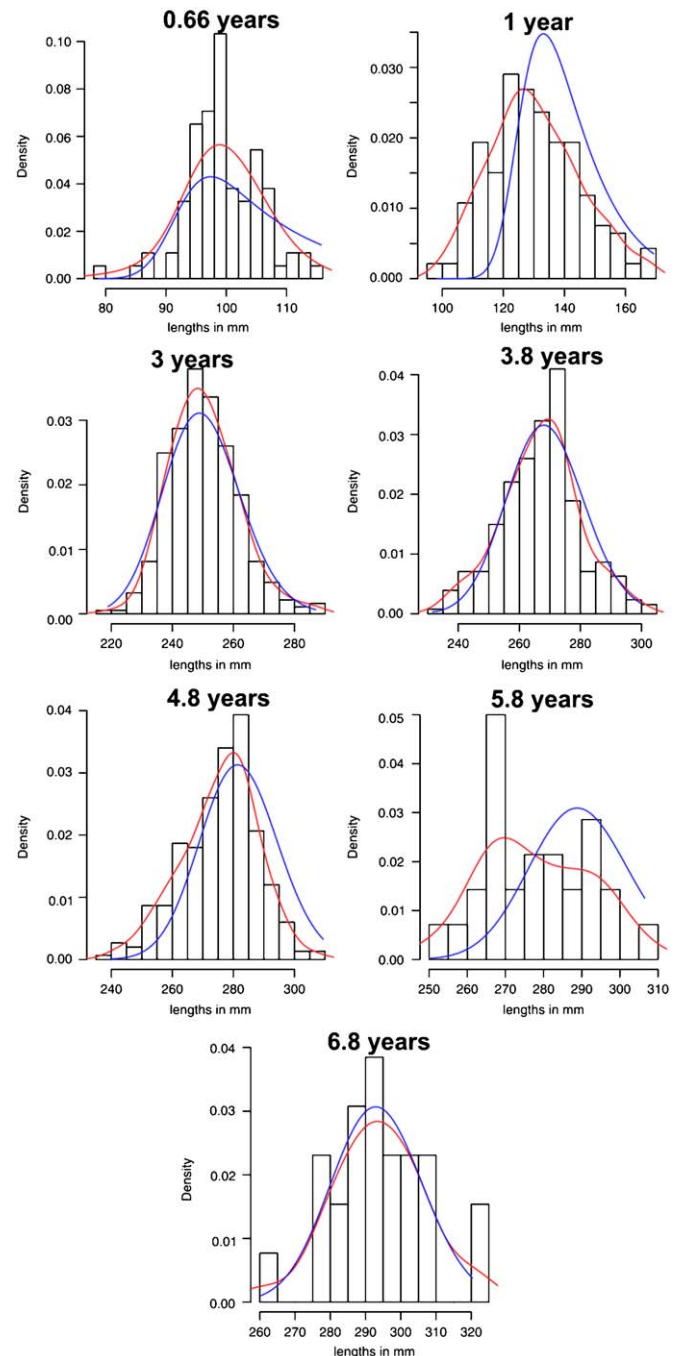 0.66 years
Density
0.10
0.08
0.06
0.04
0.02
0.00
80 90 100 110
lengths in mm
1 year
Density
0.030
0.020
0.010
0.000
100 120 140 160
lengths in mm
3 years
Density
0.03
0.02
0.01
0.00
220 240 260 280
lengths in mm
3.8 years
Density
0.04
0.03
0.02
0.01
0.00
240 260 280 300
lengths in mm
4.8 years
Density
0.04
0.03
0.02
0.01
0.00
240 260 280 300
lengths in mm
5.8 years
Density
0.05
0.04
0.03
0.02
0.01
0.00
250 260 270 280 290 300 310
lengths in mm
6.8 years
Density
0.04
0.03
0.02
0.01
0.00
260 270 280 290 300 310 320
lengths in mm